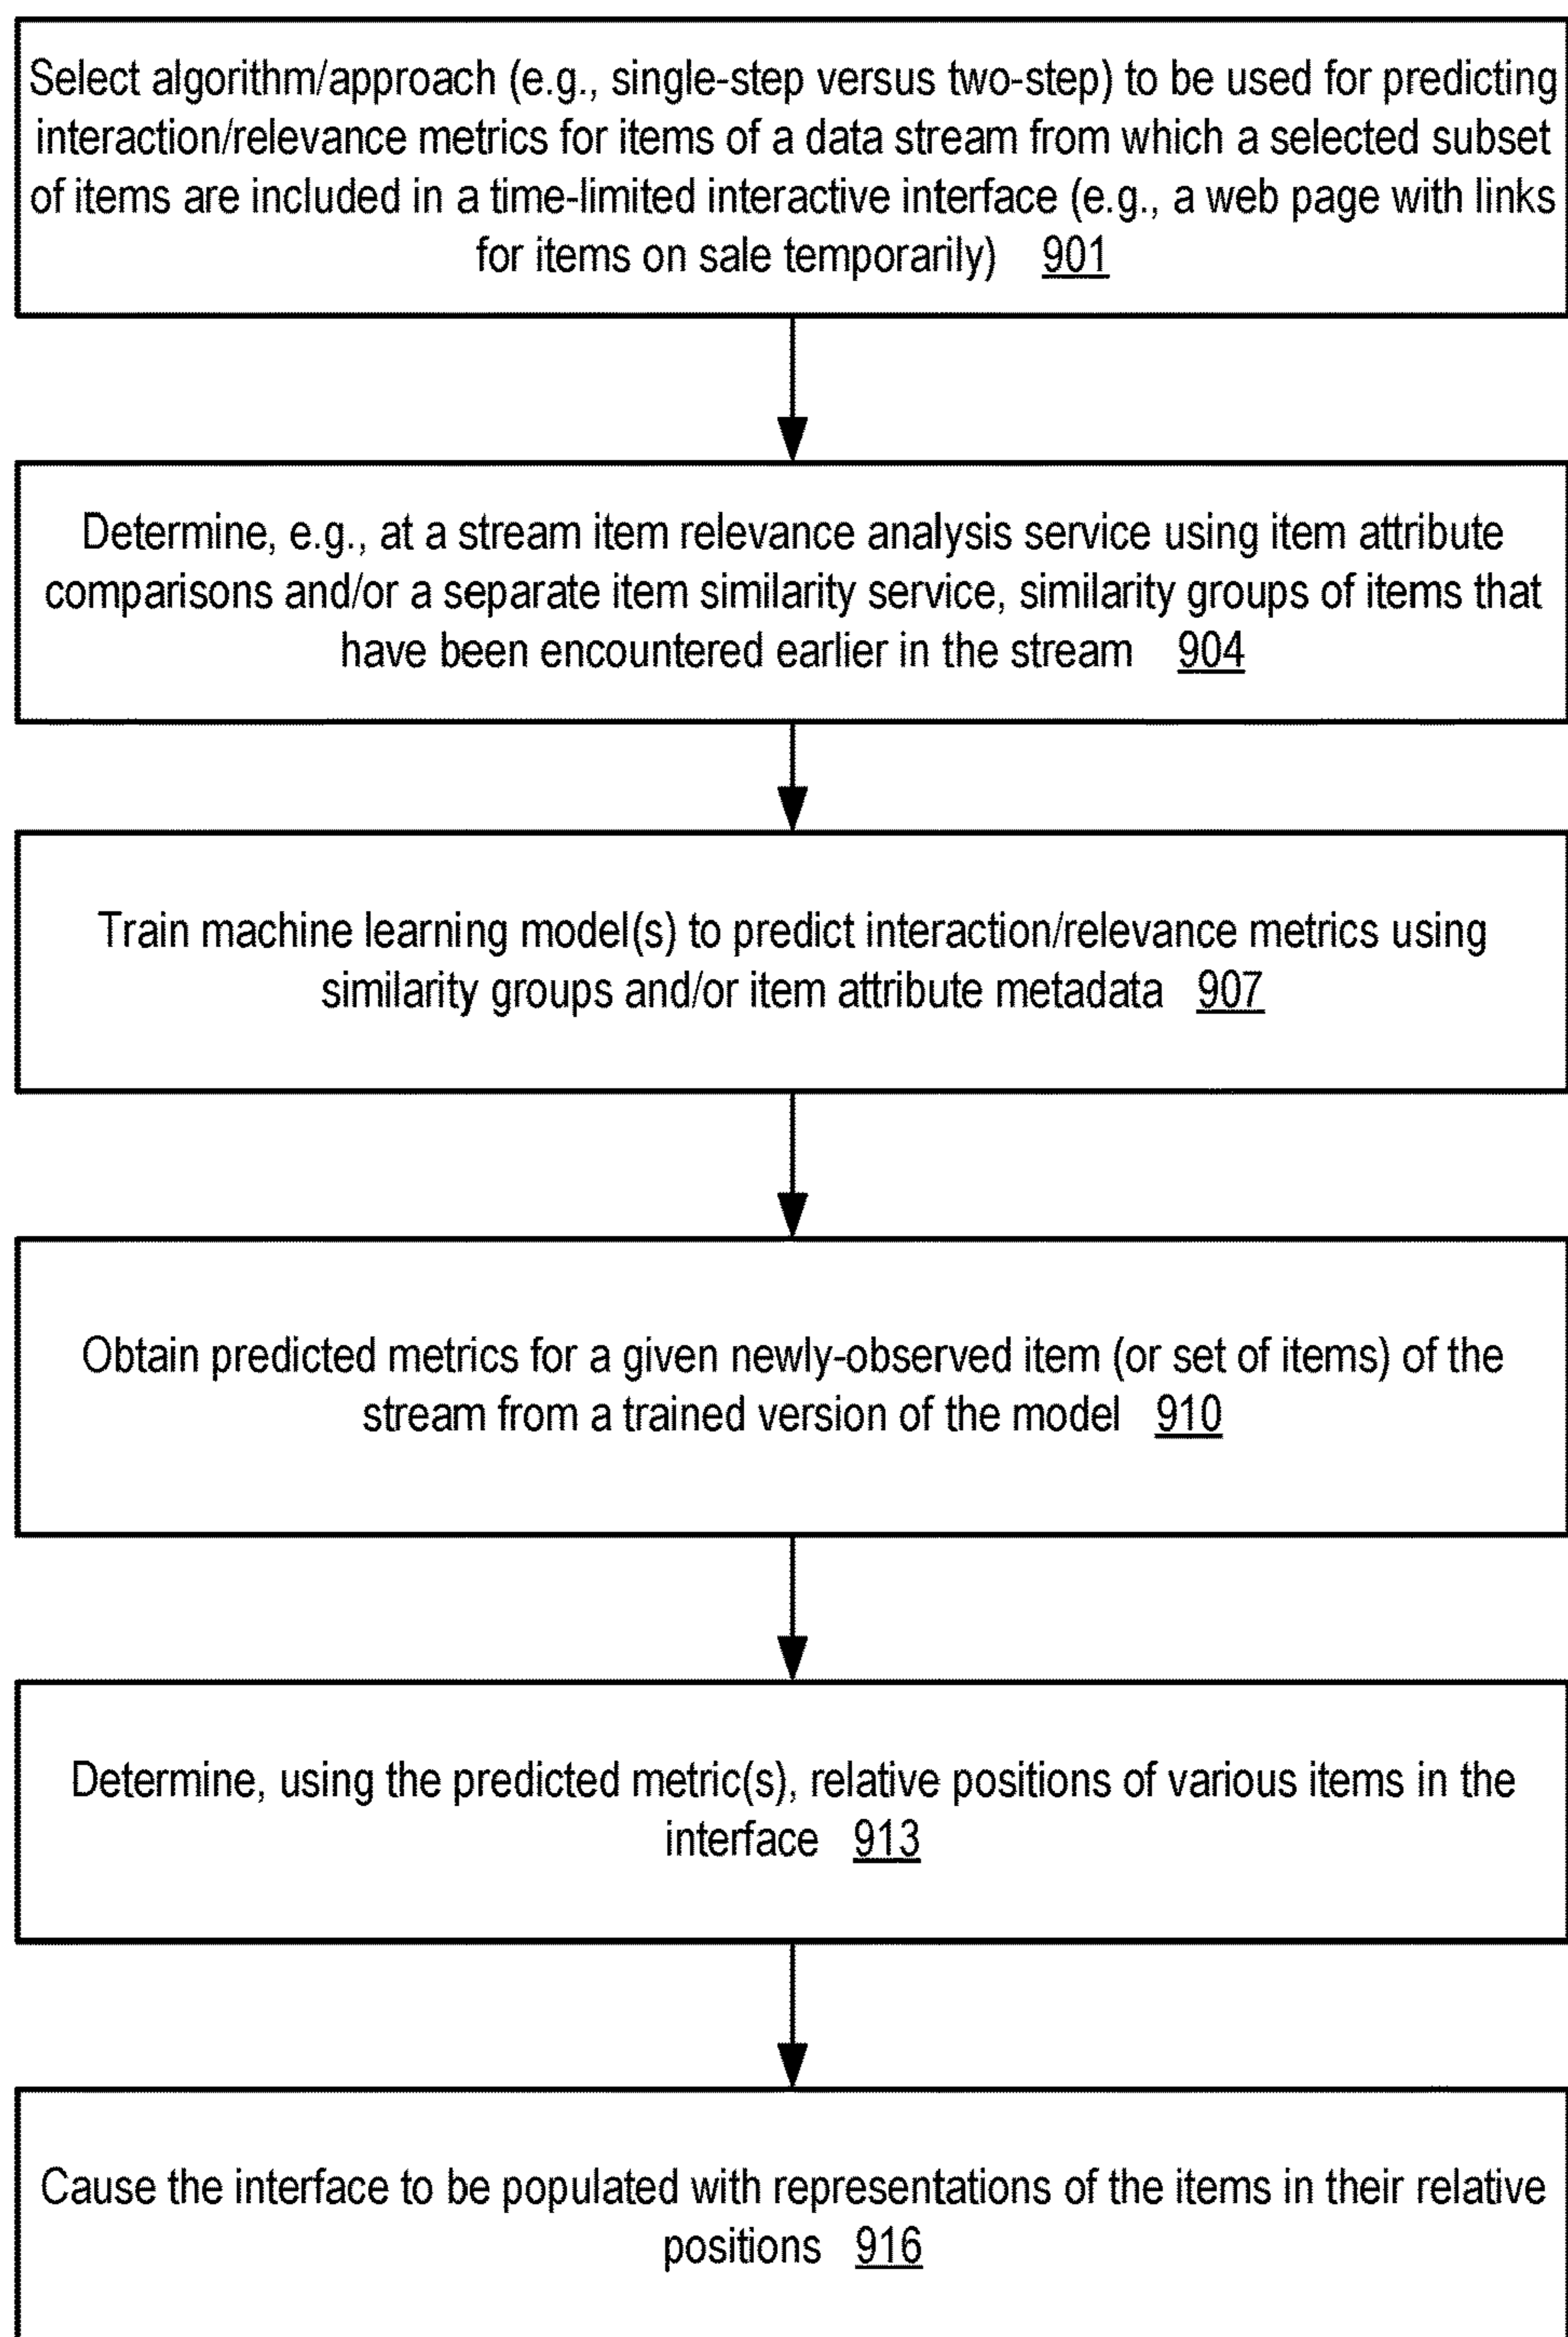 Select algorithm/approach (e.g., single-step versus two-step) to be used for predicting
interaction/relevance metrics for items of a data stream from which a selected subset
of items are included in a time-limited interactive interface (e.g., a web page with links
for items on sale temporarily) 901
Determine, e.g., at a stream item relevance analysis service using item attribute
comparisons and/or a separate item similarity service, similarity groups of items that
have been encountered earlier in the stream 904
Train machine learning model(s) to predict interaction/relevance metrics using
similarity groups and/or item attribute metadata 907
Obtain predicted metrics for a given newly-observed item (or set of items) of the
stream from a trained version of the model 910
Determine, using the predicted metric(s), relative positions of various items in the
interface 913
Cause the interface to be populated with representations of the items in their relative
positions 916